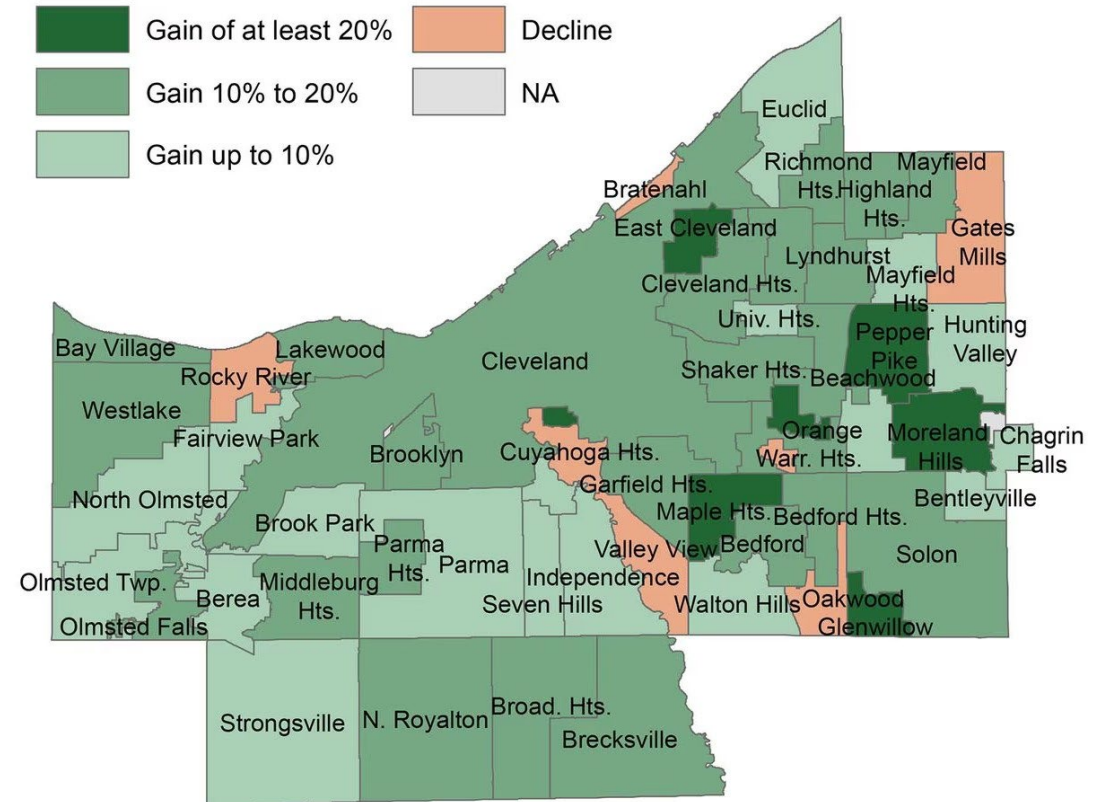 Gain of at least 20%
Decline
Gain 10% to 20%
NA
Gain up to 10%
Euclid
Richmond
Hts.
Mayfield
Highland
Hts.
Bratenahl
East Cleveland
Gates
Mills
Lyndhurst
Cleveland Hts.
Mayfield
Hts.
Univ. Hts.
Pepper
Pike
Hunting
Valley
Bay Village
Lakewood
Rocky River
Cleveland
Shaker Hts.
Beachwood
Westlake
Fairview Park
Brooklyn
Cuyahoga Hts.
Orange
Warr. Hts.
Moreland
Hills
Chagrin
Falls
Garfield Hts.
North Olmsted
Bentleyville
Brook Park
Maple Hts.
Bedford Hts.
Parma
Hts.
Parma
Valley View
Bedford
Solon
Olmsted Twp.
Berea
Middleburg
Hts.
Independence
Seven Hills
Walton Hills
Oakwood
Olmsted Falls
Glenwillow
Strongsville
N. Royalton
Broad. Hts.
Brecksville